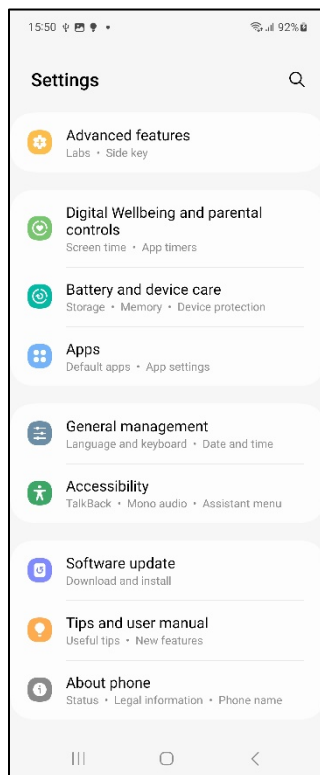 15:50 92%
Settings
Advanced features
Labs • Side key
Digital Wellbeing and parental
controls
Screen time • App timers
Battery and device care
Storage • Memory • Device protection
Apps
Default apps • App settings
General management
Language and keyboard • Date and time
Accessibility
TalkBack • Mono audio • Assistant menu
Software update
Download and install
Tips and user manual
Useful tips • New features
About phone
Status • Legal information • Phone name